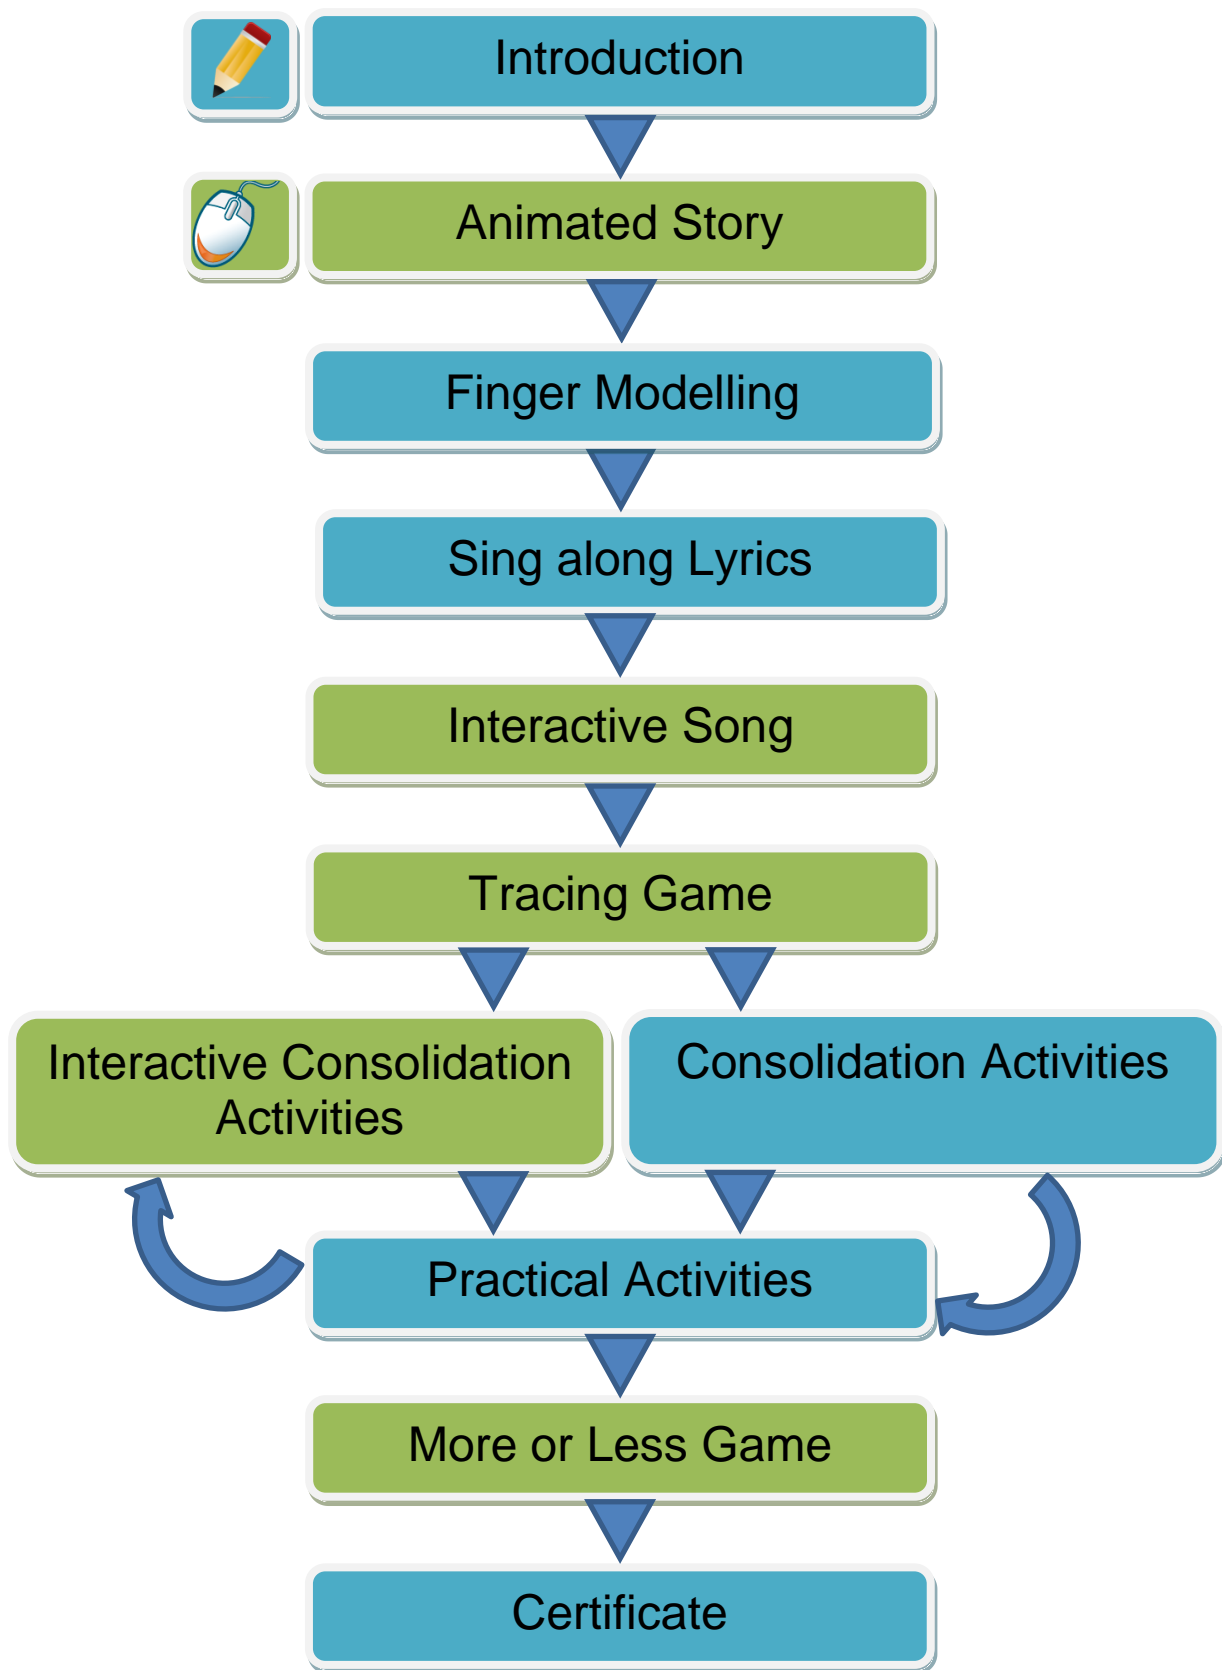 Introduction
Animated Story
Finger Modelling
Sing along Lyrics
Interactive Song
Tracing Game
Interactive Consolidation
Activities
Consolidation Activities
Practical Activities
More or Less Game
Certificate